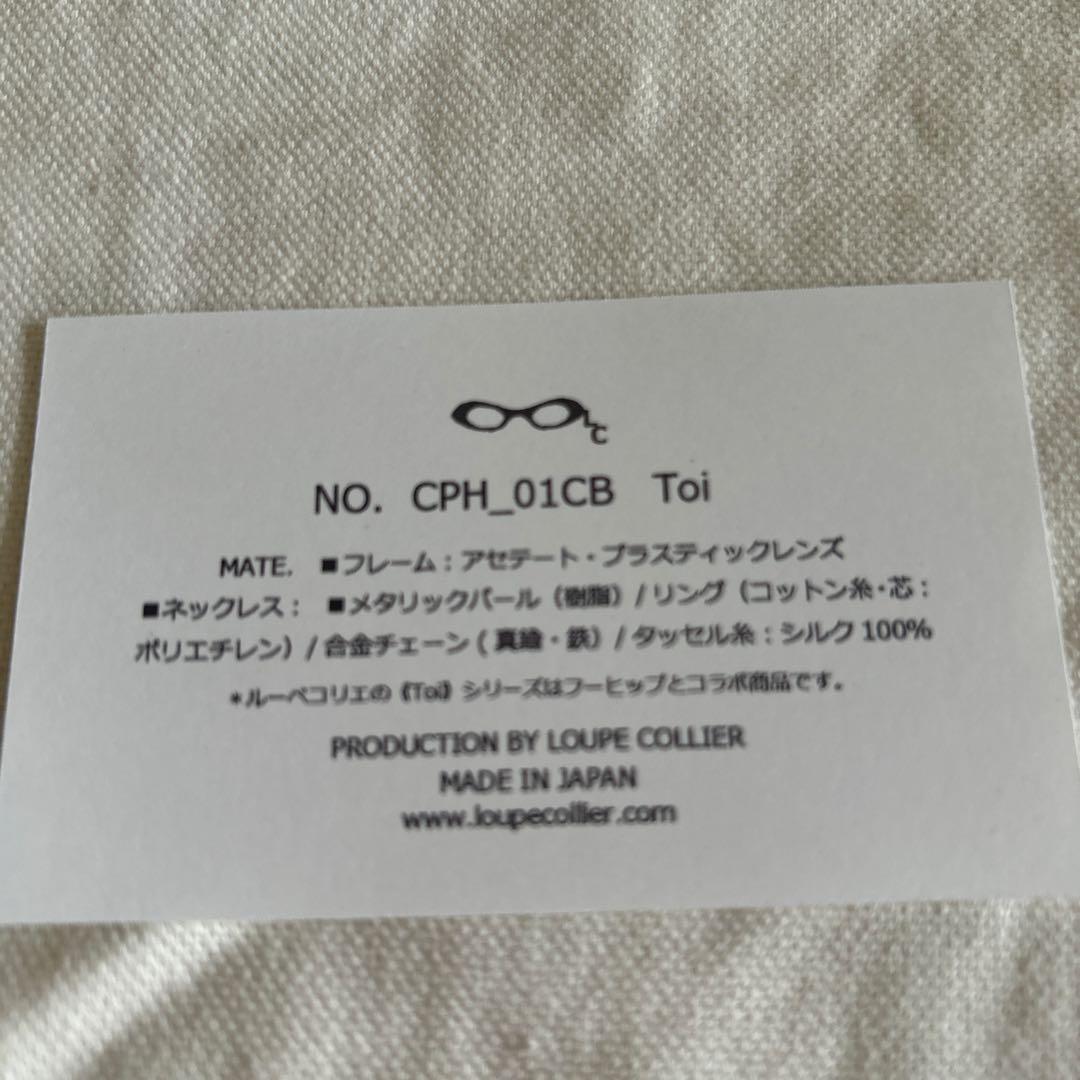 LC
NO. CPH_01CB Toi
MATE. ■フレーム：アセテート・プラスティックレンズ
■ネックレス： ■メタリックパール（樹脂）/リング（コットン糸・芯：
ポリエチレン）/合金チェーン(真鍮・鉄）/タッセル糸：シルク100%
*ルーペコリエの《Toi》シリーズはフーヒップとコラボ商品です。
PRODUCTION BY LOUPE COLLIER
MADE IN JAPAN
www.loupecollier.com